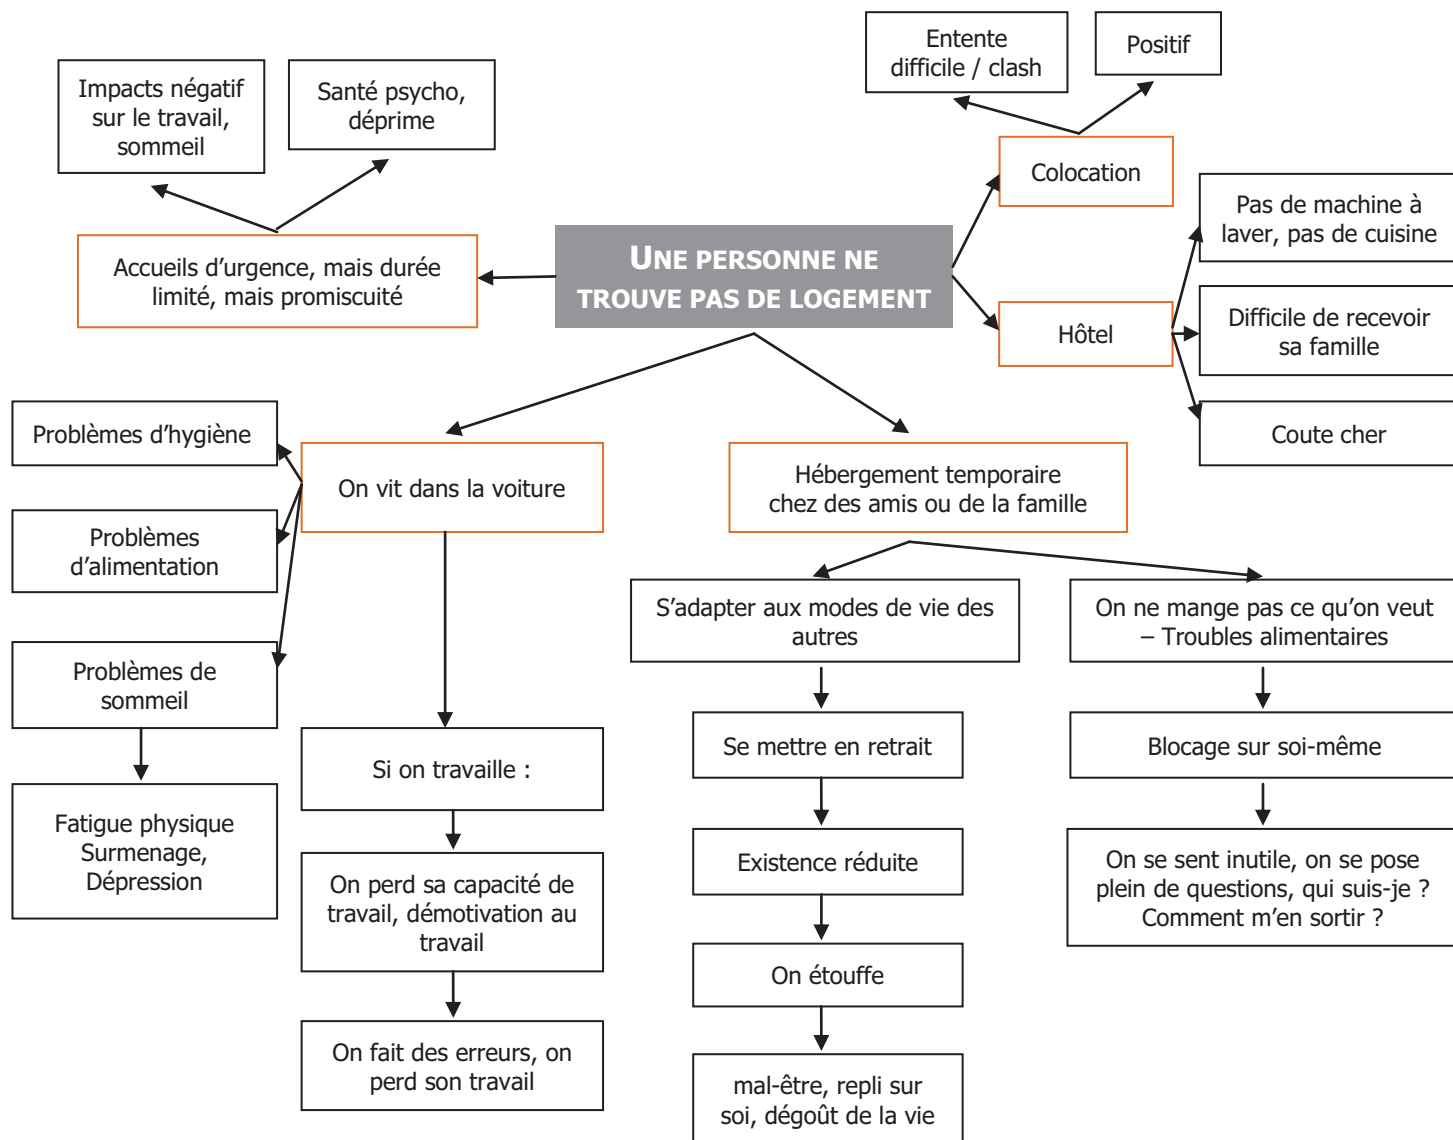 Entente
difficile / clash
Positif
Impacts négatif
sur le travail,
sommeil
Santé psycho,
déprime
Colocation
Pas de machine à
laver, pas de cuisine
UNE PERSONNE NE
TROUVE PAS DE LOGEMENT
Accueils d’urgence, mais durée
limité, mais promiscuité
Hôtel
Difficile de recevoir
sa famille
Coute cher
Problèmes d’hygiène
On vit dans la voiture
Hébergement temporaire
chez des amis ou de la famille
Problèmes
d’alimentation
Problèmes de
sommeil
Fatigue physique
Surmenage,
Dépression
Si on travaille :
On perd sa capacité de
travail, démotivation au
travail
On fait des erreurs, on
perd son travail
S’adapter aux modes de vie des
autres
Se mettre en retrait
Existence réduite
On étouffe
mal-être, repli sur
soi, dégoût de la vie
On ne mange pas ce qu’on veut
– Troubles alimentaires
Blocage sur soi-même
On se sent inutile, on se pose
plein de questions, qui suis-je ?
Comment m’en sortir ?